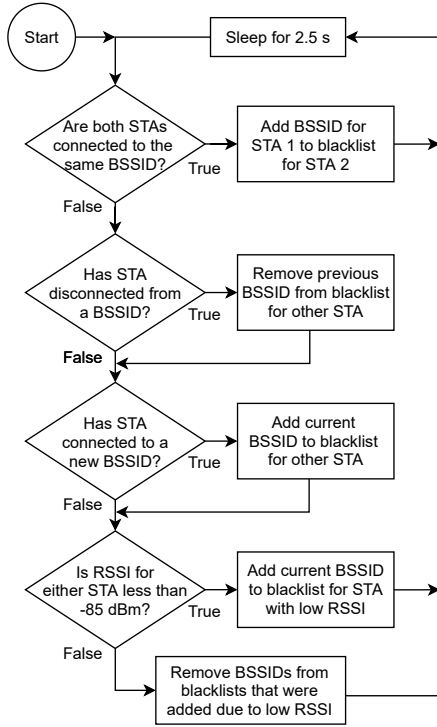 Start
Sleep for 2.5 s
Are both STAs
connected to the
same BSSID?
True
Add BSSID for
STA 1 to blacklist
for STA 2
False
Has STA
disconnected from
a BSSID?
True
Remove previous
BSSID from blacklist
for other STA
False
Has STA
connected to a
new BSSID?
True
Add current
BSSID to blacklist
for other STA
False
Is RSSI for
either STA less than
-85 dBm?
True
Add current BSSID
to blacklist for STA
with low RSSI
False
Remove BSSIDs from
blacklists that were
added due to low RSSI